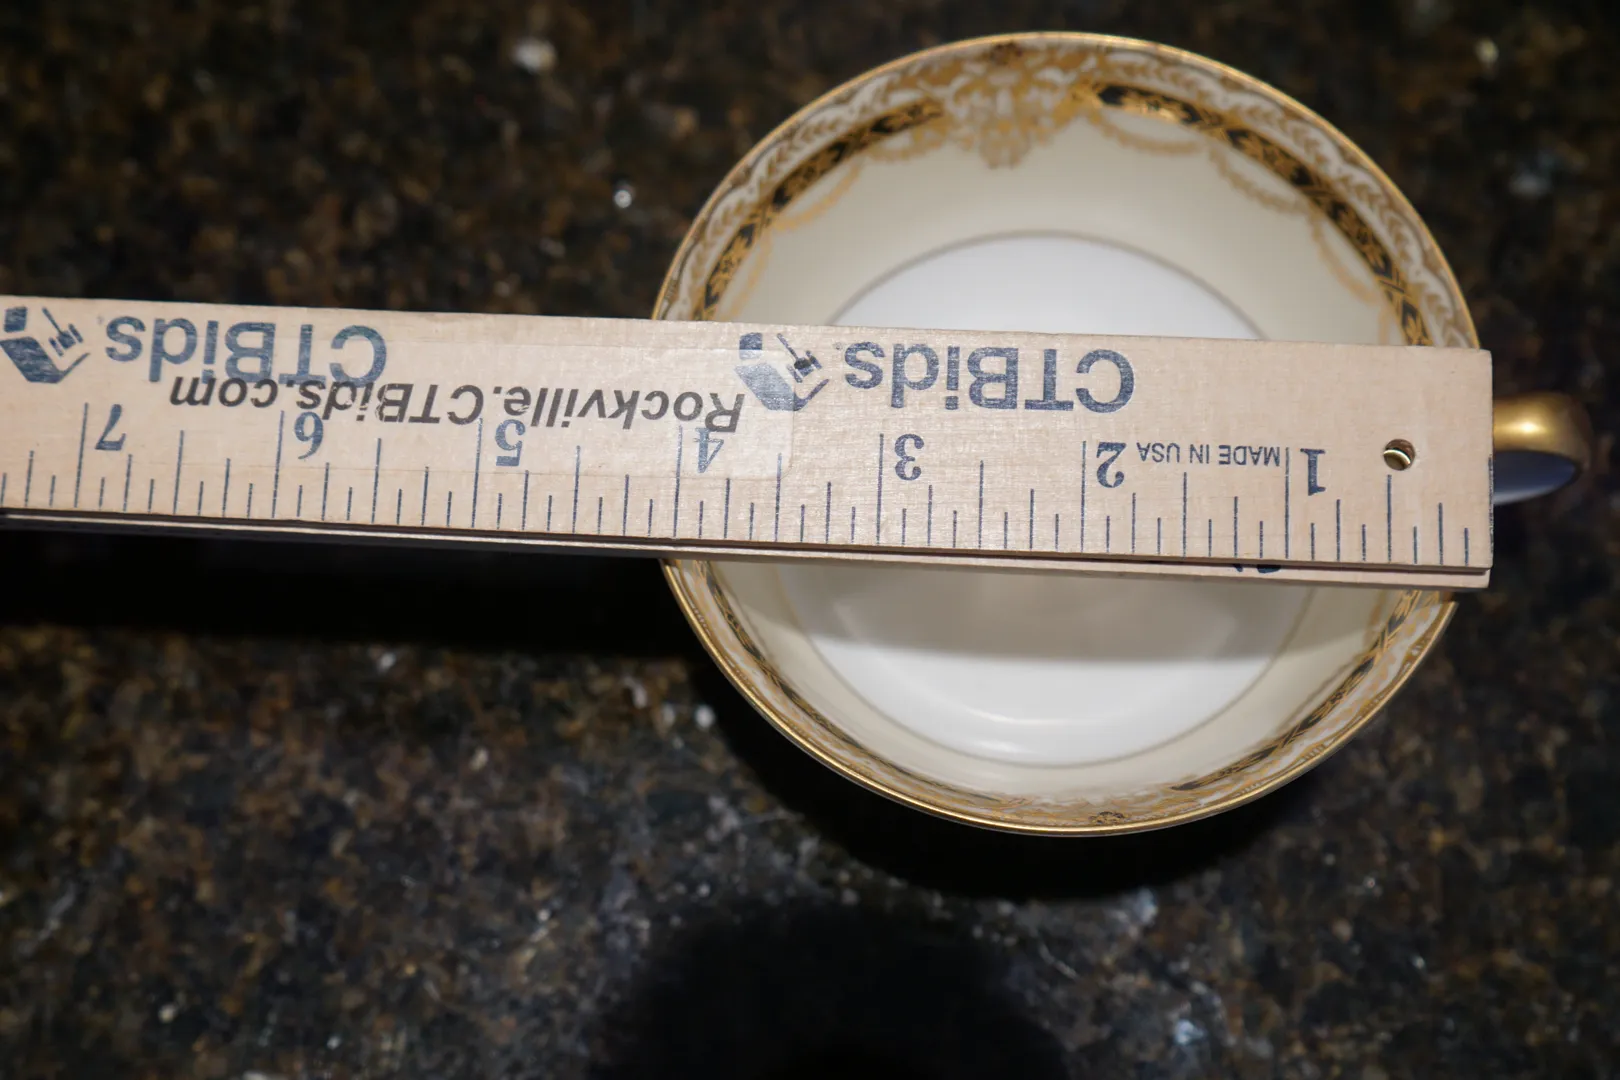 CTBids.
CTBids.
Rockville.CTBids.com
MADE IN USA
1 2 3 4 5 6 7